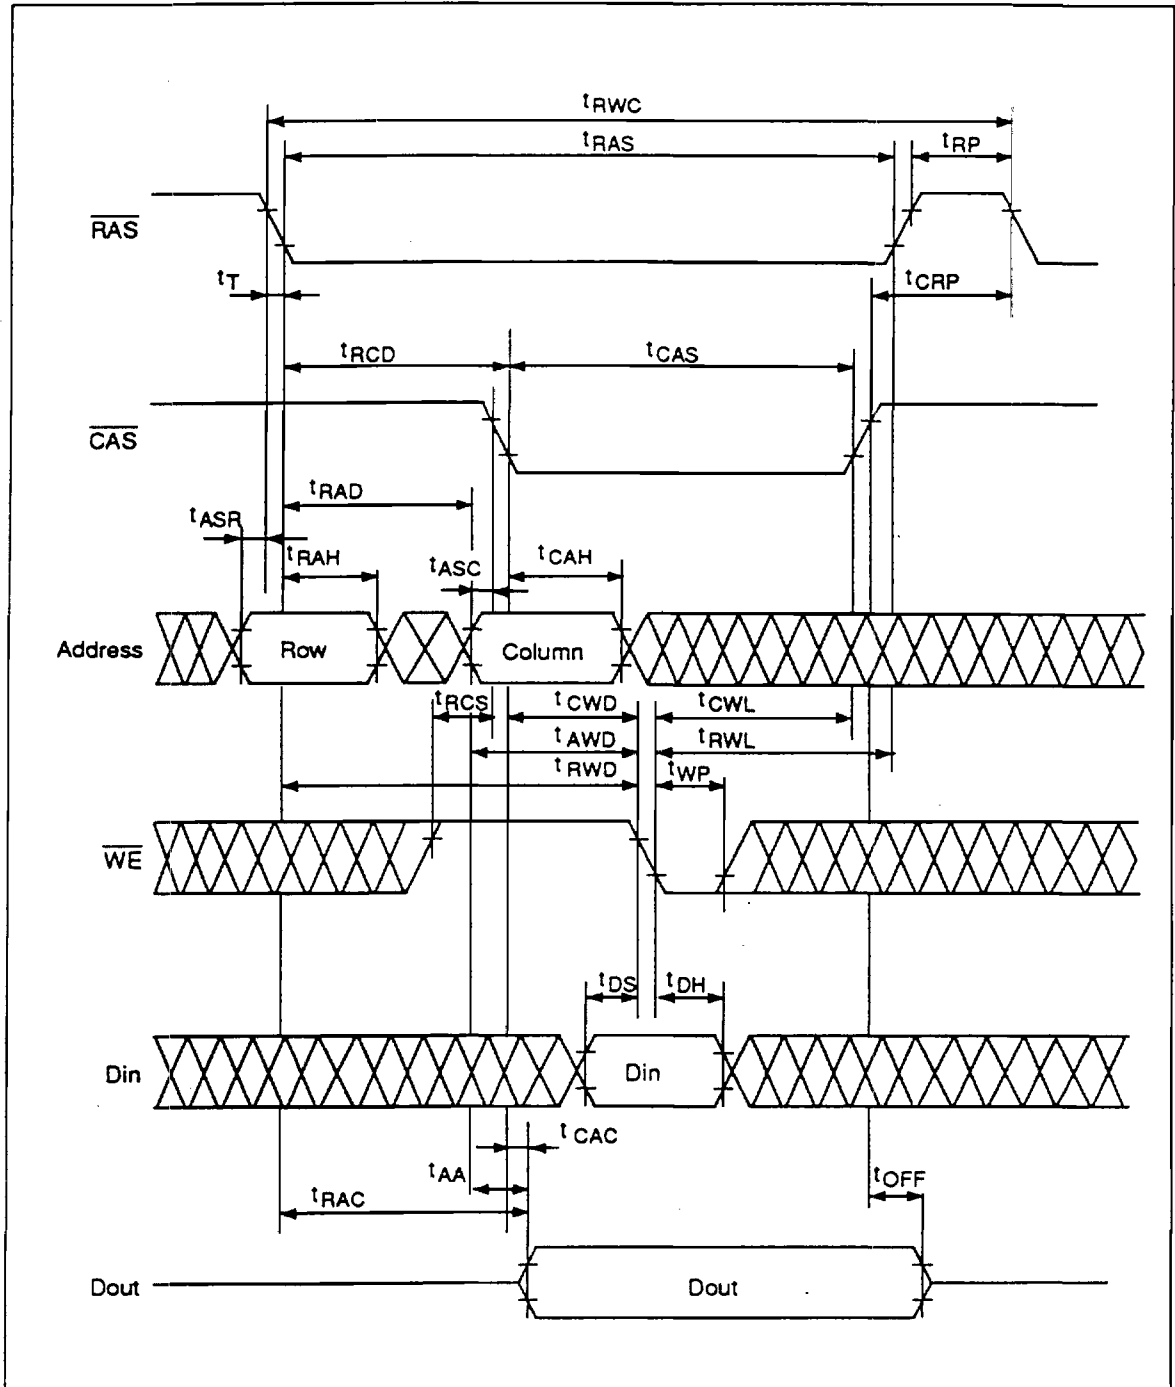 tRWC
tRAS
tRP
RAS
tT
tCRP
tRCD
tCAS
CAS
tRAD
tASR
tRAH
tASC
tCAH
Address
Row
Column
tRCS
tCWD
tCWL
tAWD
tRWL
tRWD
tWP
WE
tDS
tDH
Din
Din
tCAC
tAA
tOFF
tRAC
Dout
Dout